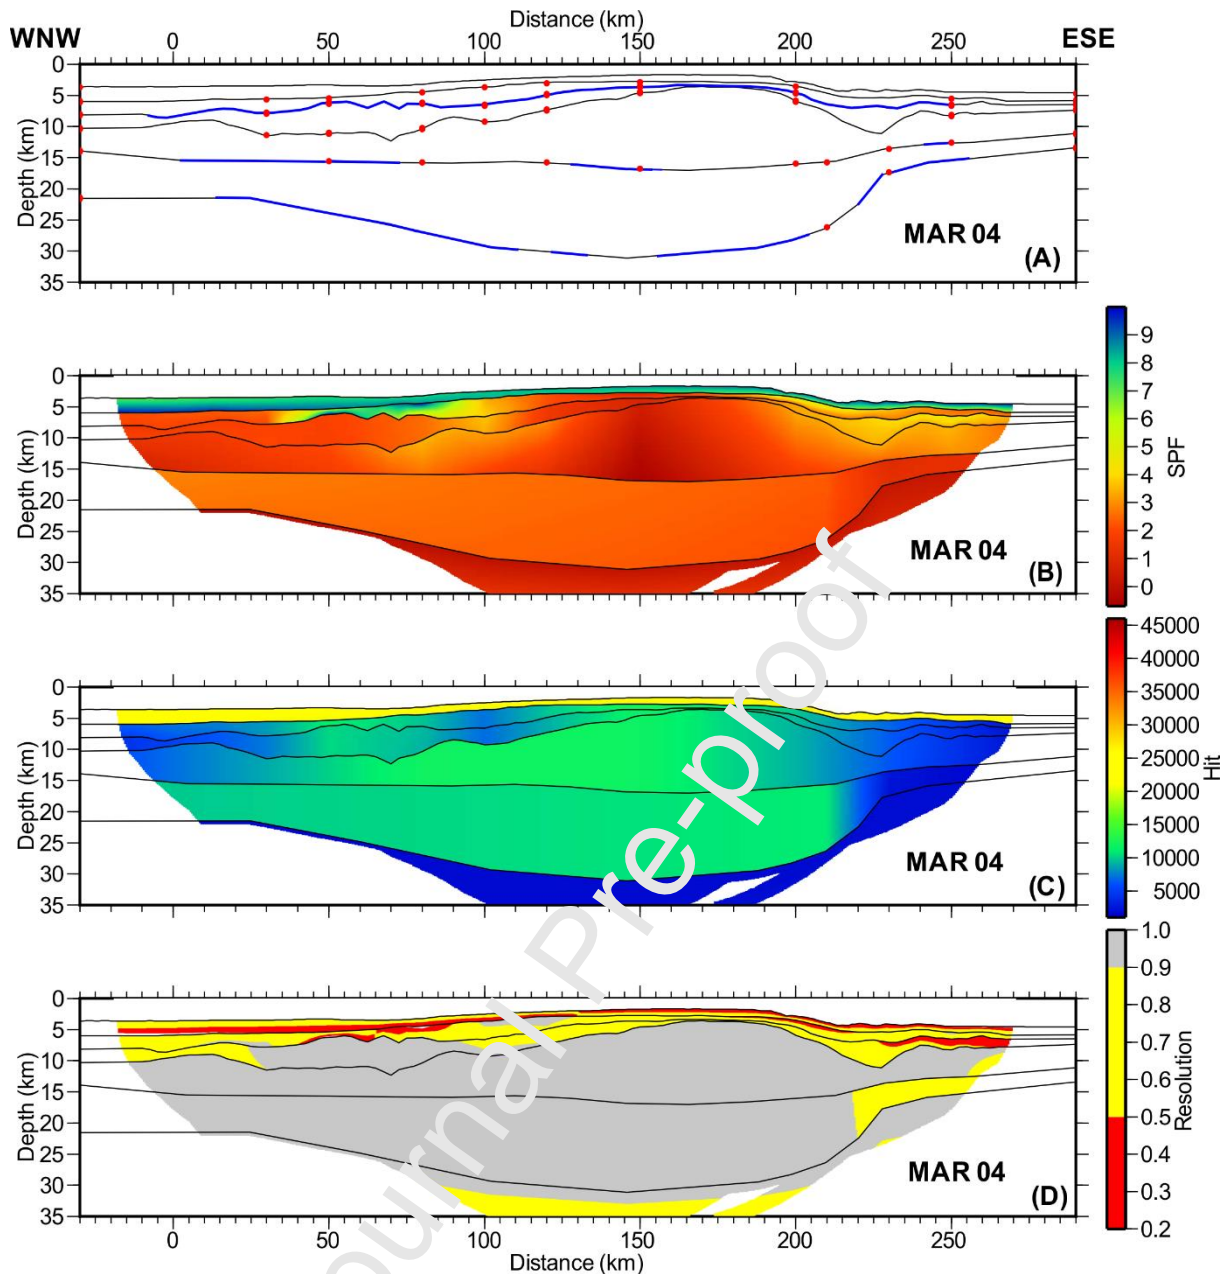 Distance (km)
WNW
ESE
0 50 100 150 200 250
0
5
10
15
20
25
30
35
Depth (km)
MAR 04
(A)
0
5
10
15
20
25
30
35
Depth (km)
MAR 04
(B)
9
8
7
6
5
4
3
2
1
0
SPF
0
5
10
15
20
25
30
35
Depth (km)
MAR 04
(C)
45000
40000
35000
30000
25000
20000
15000
10000
5000
Hit
0
5
10
15
20
25
30
35
Depth (km)
MAR 04
(D)
1.0
0.9
0.8
0.7
0.6
0.5
0.4
0.3
0.2
Resolution
0 50 100 150 200 250
Distance (km)
ournal Pre-proof